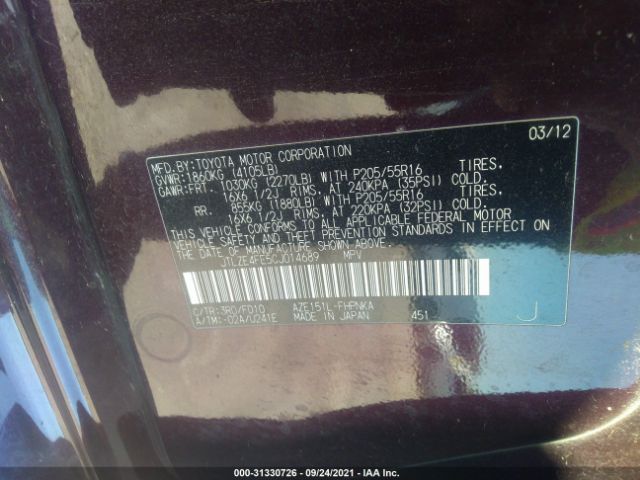 03/12
MFD. BY: TOYOTA MOTOR CORPORATION
GVWR: 1860KG (4105LB)
GAWR: FRT. 1030KG (2270LB) WITH P205/55R16 TIRES.
16X6 1/2J RIMS. AT 240KPA (35PSI) COLD.
RR. 855KG (1880LB) WITH P205/55R16 TIRES.
16X6 1/2J RIMS. AT 220KPA (32PSI) COLD.
THIS VEHICLE CONFORMS TO ALL APPLICABLE FEDERAL MOTOR
VEHICLE SAFETY AND THEFT PREVENTION STANDARDS IN EFFECT ON
THE DATE OF MANUFACTURE SHOWN ABOVE.
JTLZE4FE5CJ014689 MPV
C/TR: 3R0/FD10 AZE151L-FHPNKA
A/TM: -02A/U241E MADE IN JAPAN 451 J
000-31330726 - 09/24/2021 - IAA Inc.